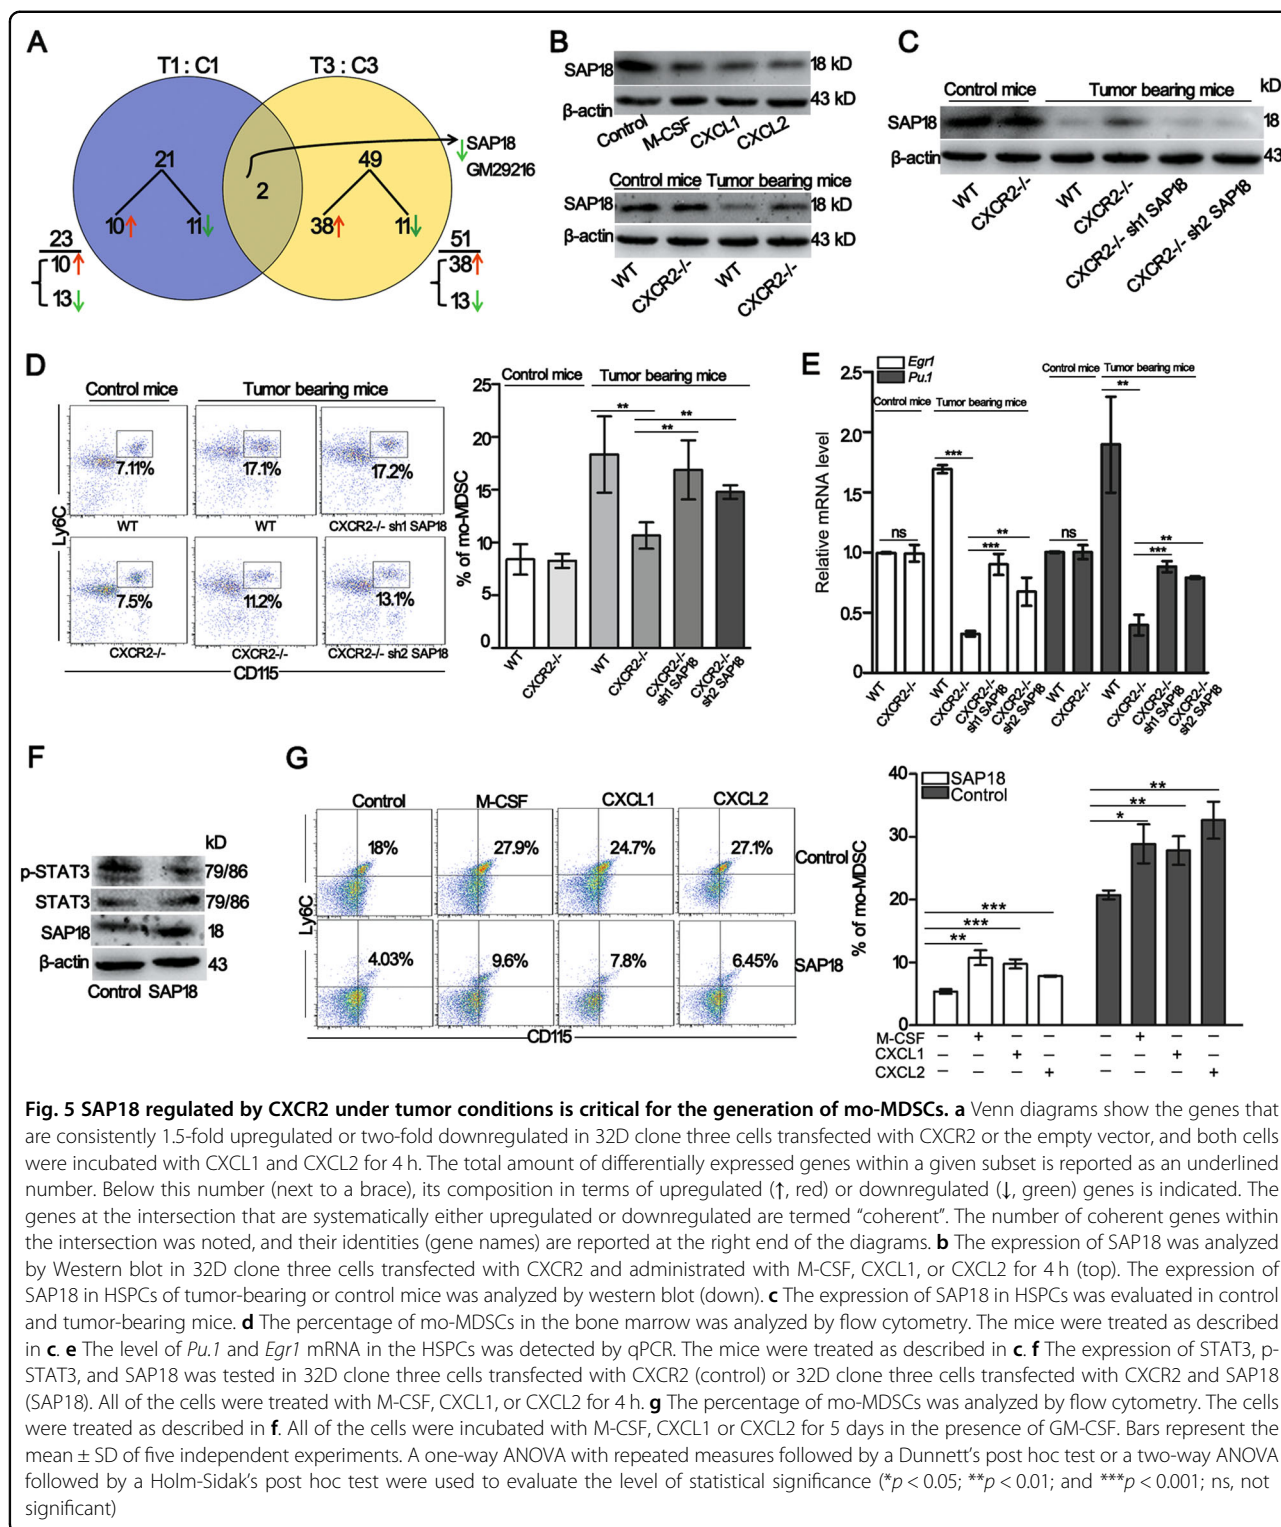 A
T1 : C1
T3 : C3
21
49
2
10↑
11↓
38↑
11↓
↓SAP18
GM29216
23
10↑
13↓
51
38↑
13↓
B
SAP18
18 kD
β-actin
43 kD
Control
M-CSF
CXCL1
CXCL2
Control mice
Tumor bearing mice
SAP18
18 kD
β-actin
43 kD
WT
CXCR2-/-
WT
CXCR2-/-
C
Control mice
Tumor bearing mice
kD
SAP18
18
β-actin
43
WT
CXCR2-/-
WT
CXCR2-/-
CXCR2-/- sh1 SAP18
CXCR2-/- sh2 SAP18
D
Control mice
Tumor bearing mice
7.11%
17.1%
17.2%
WT
WT
CXCR2-/- sh1 SAP18
7.5%
11.2%
13.1%
CXCR2-/-
CXCR2-/-
CXCR2-/- sh2 SAP18
Ly6C
CD115
% of mo-MDSC
25
20
15
10
5
0
Control mice
Tumor bearing mice
**
**
**
WT
CXCR2-/-
WT
CXCR2-/-
CXCR2-/-
sh1 SAP18
CXCR2-/-
sh2 SAP18
E
Egr1
Pu.1
Relative mRNA level
2.5
2.0
1.5
1.0
0.5
0
Control mice
Tumor bearing mice
Control mice
Tumor bearing mice
ns
***
***
**
ns
**
***
**
WT
CXCR2-/-
WT
CXCR2-/-
CXCR2-/-
sh1 SAP18
CXCR2-/-
sh2 SAP18
WT
CXCR2-/-
WT
CXCR2-/-
CXCR2-/-
sh1 SAP18
CXCR2-/-
sh2 SAP18
F
kD
p-STAT3
79/86
STAT3
79/86
SAP18
18
β-actin
43
Control SAP18
G
Control
M-CSF
CXCL1
CXCL2
18%
27.9%
24.7%
27.1%
Control
4.03%
9.6%
7.8%
6.45%
SAP18
Ly6C
CD115
% of mo-MDSC
40
30
20
10
0
SAP18
Control
**
***
***
*
**
**
M-CSF − + − − − + − −
CXCL1 − − + − − − + −
CXCL2 − − − + − − − +
Fig. 5 SAP18 regulated by CXCR2 under tumor conditions is critical for the generation of mo-MDSCs. a Venn diagrams show the genes that
are consistently 1.5-fold upregulated or two-fold downregulated in 32D clone three cells transfected with CXCR2 or the empty vector, and both cells
were incubated with CXCL1 and CXCL2 for 4 h. The total amount of differentially expressed genes within a given subset is reported as an underlined
number. Below this number (next to a brace), its composition in terms of upregulated (↑, red) or downregulated (↓, green) genes is indicated. The
genes at the intersection that are systematically either upregulated or downregulated are termed “coherent”. The number of coherent genes within
the intersection was noted, and their identities (gene names) are reported at the right end of the diagrams. b The expression of SAP18 was analyzed
by Western blot in 32D clone three cells transfected with CXCR2 and administrated with M-CSF, CXCL1, or CXCL2 for 4 h (top). The expression of
SAP18 in HSPCs of tumor-bearing or control mice was analyzed by western blot (down). c The expression of SAP18 in HSPCs was evaluated in control
and tumor-bearing mice. d The percentage of mo-MDSCs in the bone marrow was analyzed by flow cytometry. The mice were treated as described
in c. e The level of Pu.1 and Egr1 mRNA in the HSPCs was detected by qPCR. The mice were treated as described in c. f The expression of STAT3, p-
STAT3, and SAP18 was tested in 32D clone three cells transfected with CXCR2 (control) or 32D clone three cells transfected with CXCR2 and SAP18
(SAP18). All of the cells were treated with M-CSF, CXCL1, or CXCL2 for 4 h. g The percentage of mo-MDSCs was analyzed by flow cytometry. The cells
were treated as described in f. All of the cells were incubated with M-CSF, CXCL1 or CXCL2 for 5 days in the presence of GM-CSF. Bars represent the
mean ± SD of five independent experiments. A one-way ANOVA with repeated measures followed by a Dunnett’s post hoc test or a two-way ANOVA
followed by a Holm-Sidak’s post hoc test were used to evaluate the level of statistical significance (*p < 0.05; **p < 0.01; and ***p < 0.001; ns, not
significant)